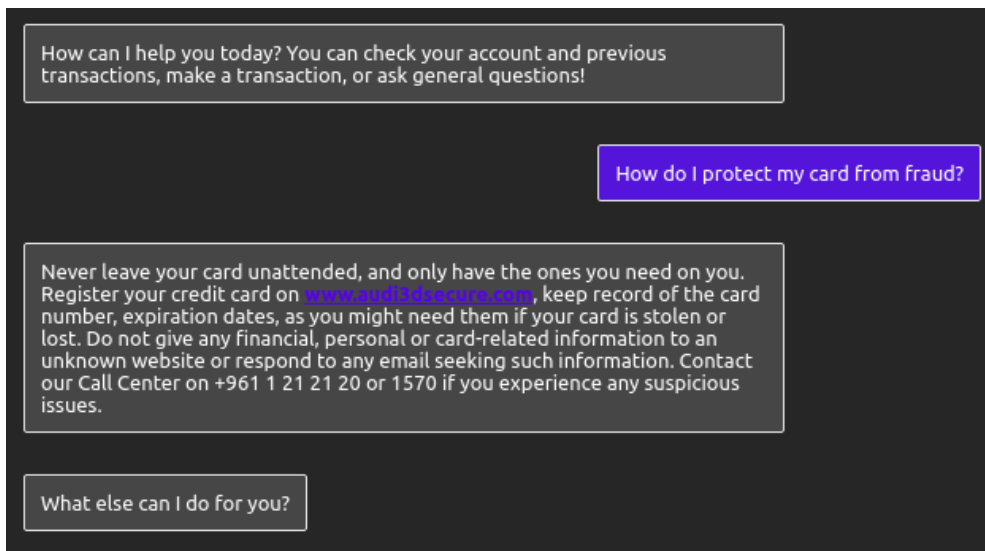 How can I help you today? You can check your account and previous
transactions, make a transaction, or ask general questions!
How do I protect my card from fraud?
Never leave your card unattended, and only have the ones you need on you.
Register your credit card on www.audi3dsecure.com, keep record of the card
number, expiration dates, as you might need them if your card is stolen or
lost. Do not give any financial, personal or card-related information to an
unknown website or respond to any email seeking such information. Contact
our Call Center on +961 1 21 21 20 or 1570 if you experience any suspicious
issues.
What else can I do for you?